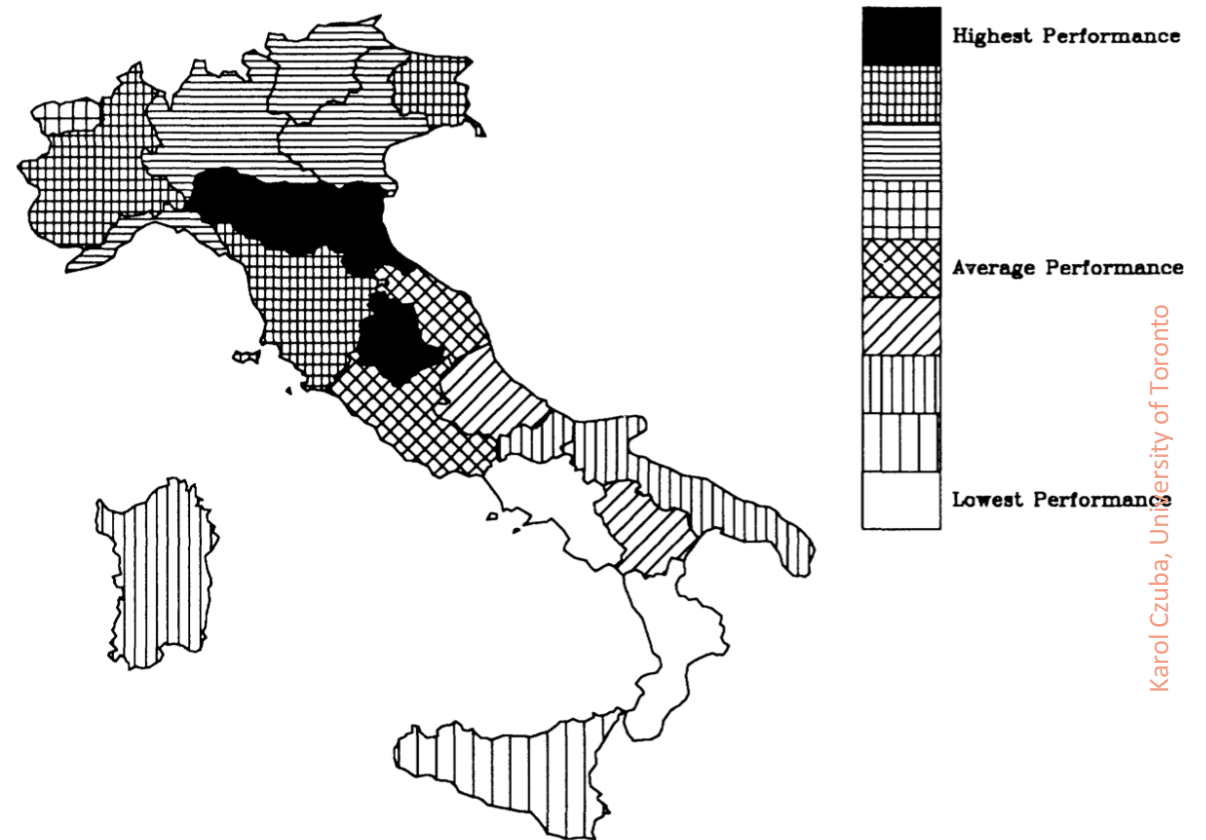 Highest Performance
Average Performance
Lowest Performance
Karol Czuba, University of Toronto